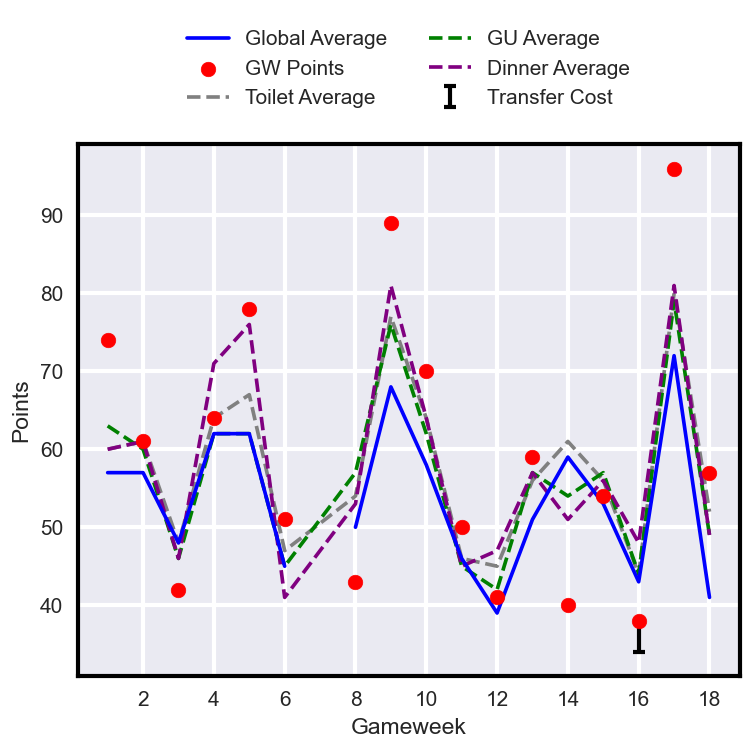 Global Average
GW Points
Toilet Average
GU Average
Dinner Average
Transfer Cost
90
80
70
60
50
40
Points
2 4 6 8 10 12 14 16 18
Gameweek